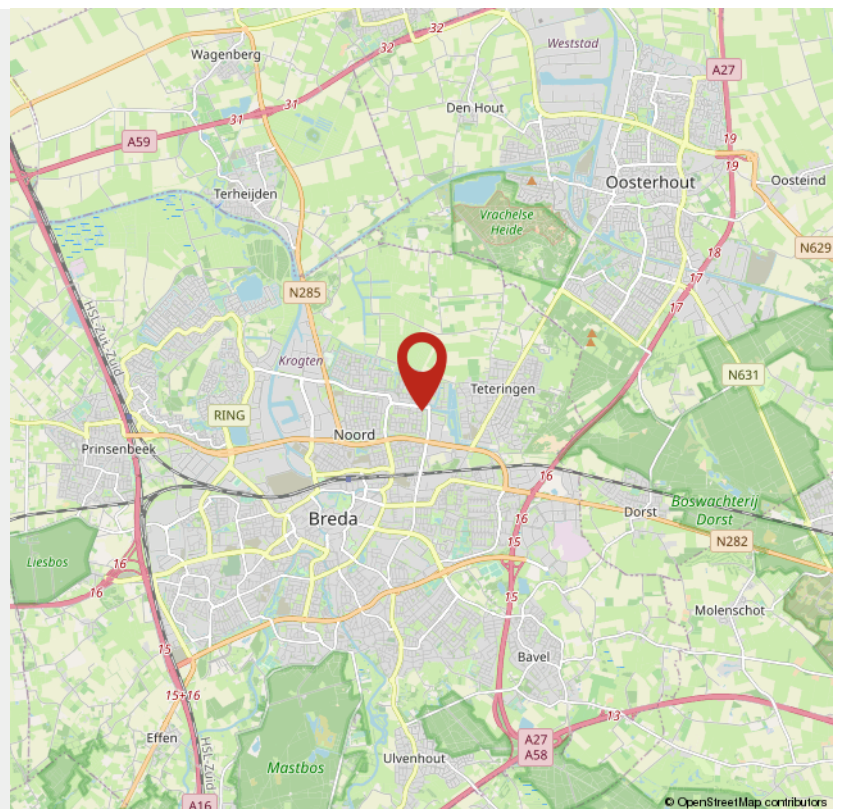 32
32
Weststad
Wagenberg
A27
Den Hout
31
31
A59
19
19
Oosterhout
Oosteind
Terheijden
Vrachelse
Heide
18
N629
17
N285
17
HSL-Zuid
Krogten
N631
Teteringen
RING
Noord
Prinsenbeek
16
Boswachterij
Dorst
Dorst
Breda
16
N282
15
Liesbos
16
16
15
Molenschot
15
Bavel
15+16
13
Effen
A27
A58
HSL Zuid
Ulvenhout
Mastbos
A16
© OpenStreetMap contributors